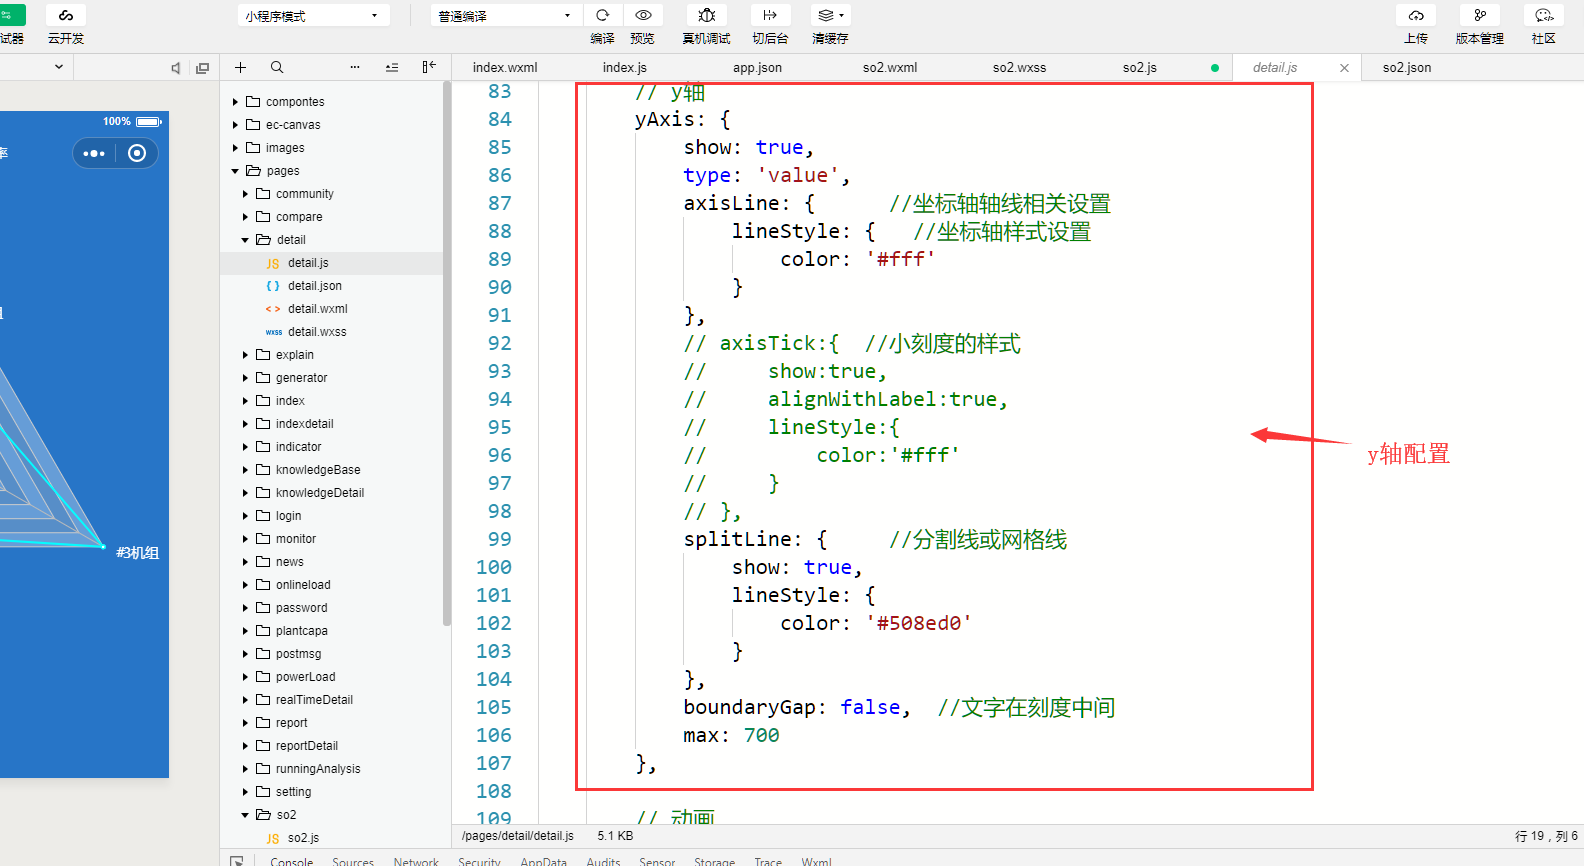 小程序模式
普通编译
试器
云开发
编译
预览
真机调试
切后台
清缓存
上传
版本管理
社区
index.wxml
index.js
app.json
so2.wxml
so2.wxss
so2.js
detail.js
so2.json
100%
率
#3机组
compontes
ec-canvas
images
pages
community
compare
detail
JS detail.js
{ } detail.json
< > detail.wxml
wxss detail.wxss
explain
generator
index
indexdetail
indicator
knowledgeBase
knowledgeDetail
login
monitor
news
onlineload
password
plantcapa
postmsg
powerLoad
realTimeDetail
report
reportDetail
runningAnalysis
setting
so2
JS so2.js
83 // y轴
84 yAxis: {
85 show: true,
86 type: 'value',
87 axisLine: { //坐标轴轴线相关设置
88 lineStyle: { //坐标轴样式设置
89 color: '#fff'
90 }
91 },
92 // axisTick:{ //小刻度的样式
93 // show:true,
94 // alignWithLabel:true,
95 // lineStyle:{
96 // color:'#fff'
97 // }
98 // },
99 splitLine: { //分割线或网格线
100 show: true,
101 lineStyle: {
102 color: '#508ed0'
103 }
104 },
105 boundaryGap: false, //文字在刻度中间
106 max: 700
107 },
108
109 // 动画
y轴配置
/pages/detail/detail.js 5.1 KB
行 19，列 6
Console Sources Network Security AppData Audits Sensor Storage Trace Wxml